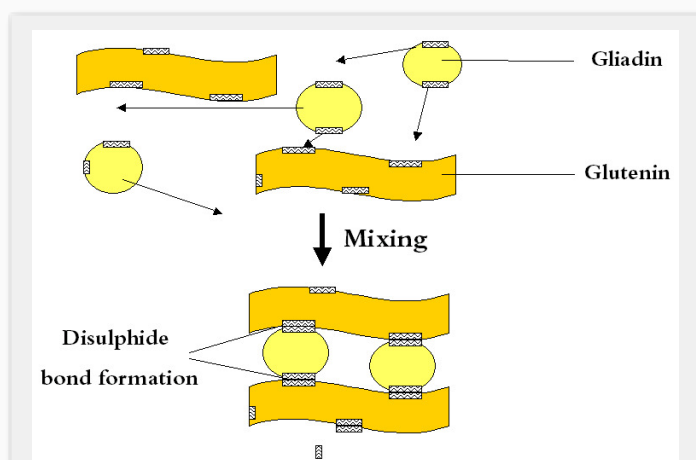 Gliadin
Glutenin
Mixing
Disulphide
bond formation